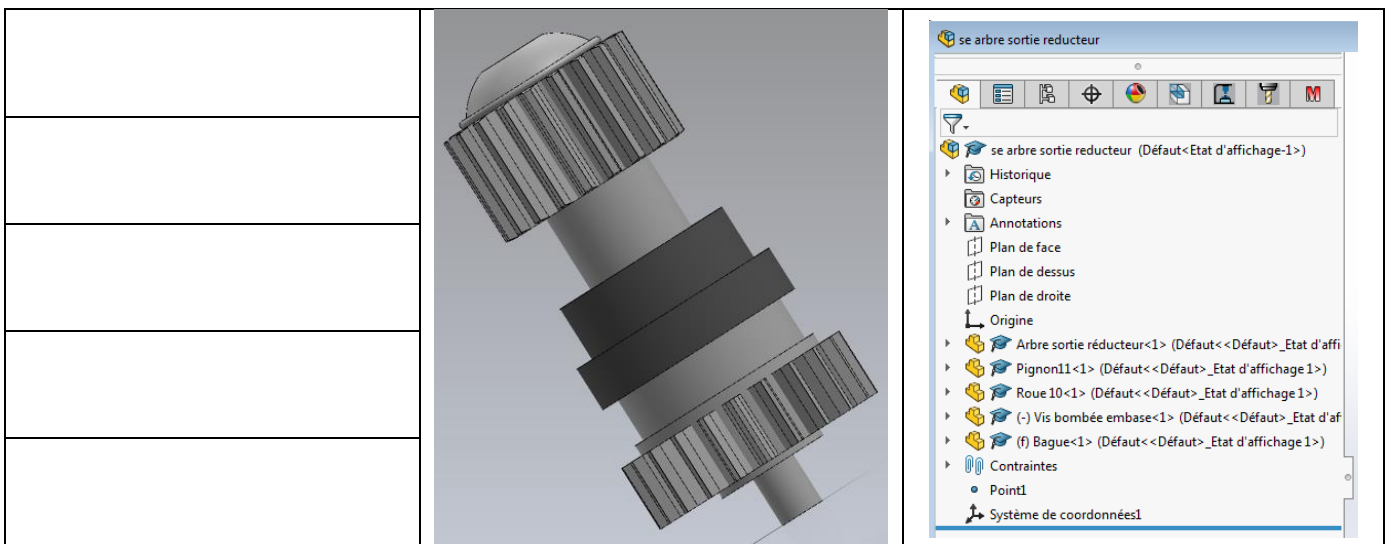 se arbre sortie reducteur
se arbre sortie reducteur (Défaut<Etat d'affichage-1>)
Historique
Capteurs
A Annotations
Plan de face
Plan de dessus
Plan de droite
Origine
Arbre sortie réducteur<1> (Défaut<<Défaut>_Etat d'affi
Pignon11<1> (Défaut<<Défaut>_Etat d'affichage 1>)
Roue 10<1> (Défaut<<Défaut>_Etat d'affichage 1>)
(-) Vis bombée embase<1> (Défaut<<Défaut>_Etat d'af
(f) Bague<1> (Défaut<<Défaut>_Etat d'affichage 1>)
Contraintes
Point1
Système de coordonnées1